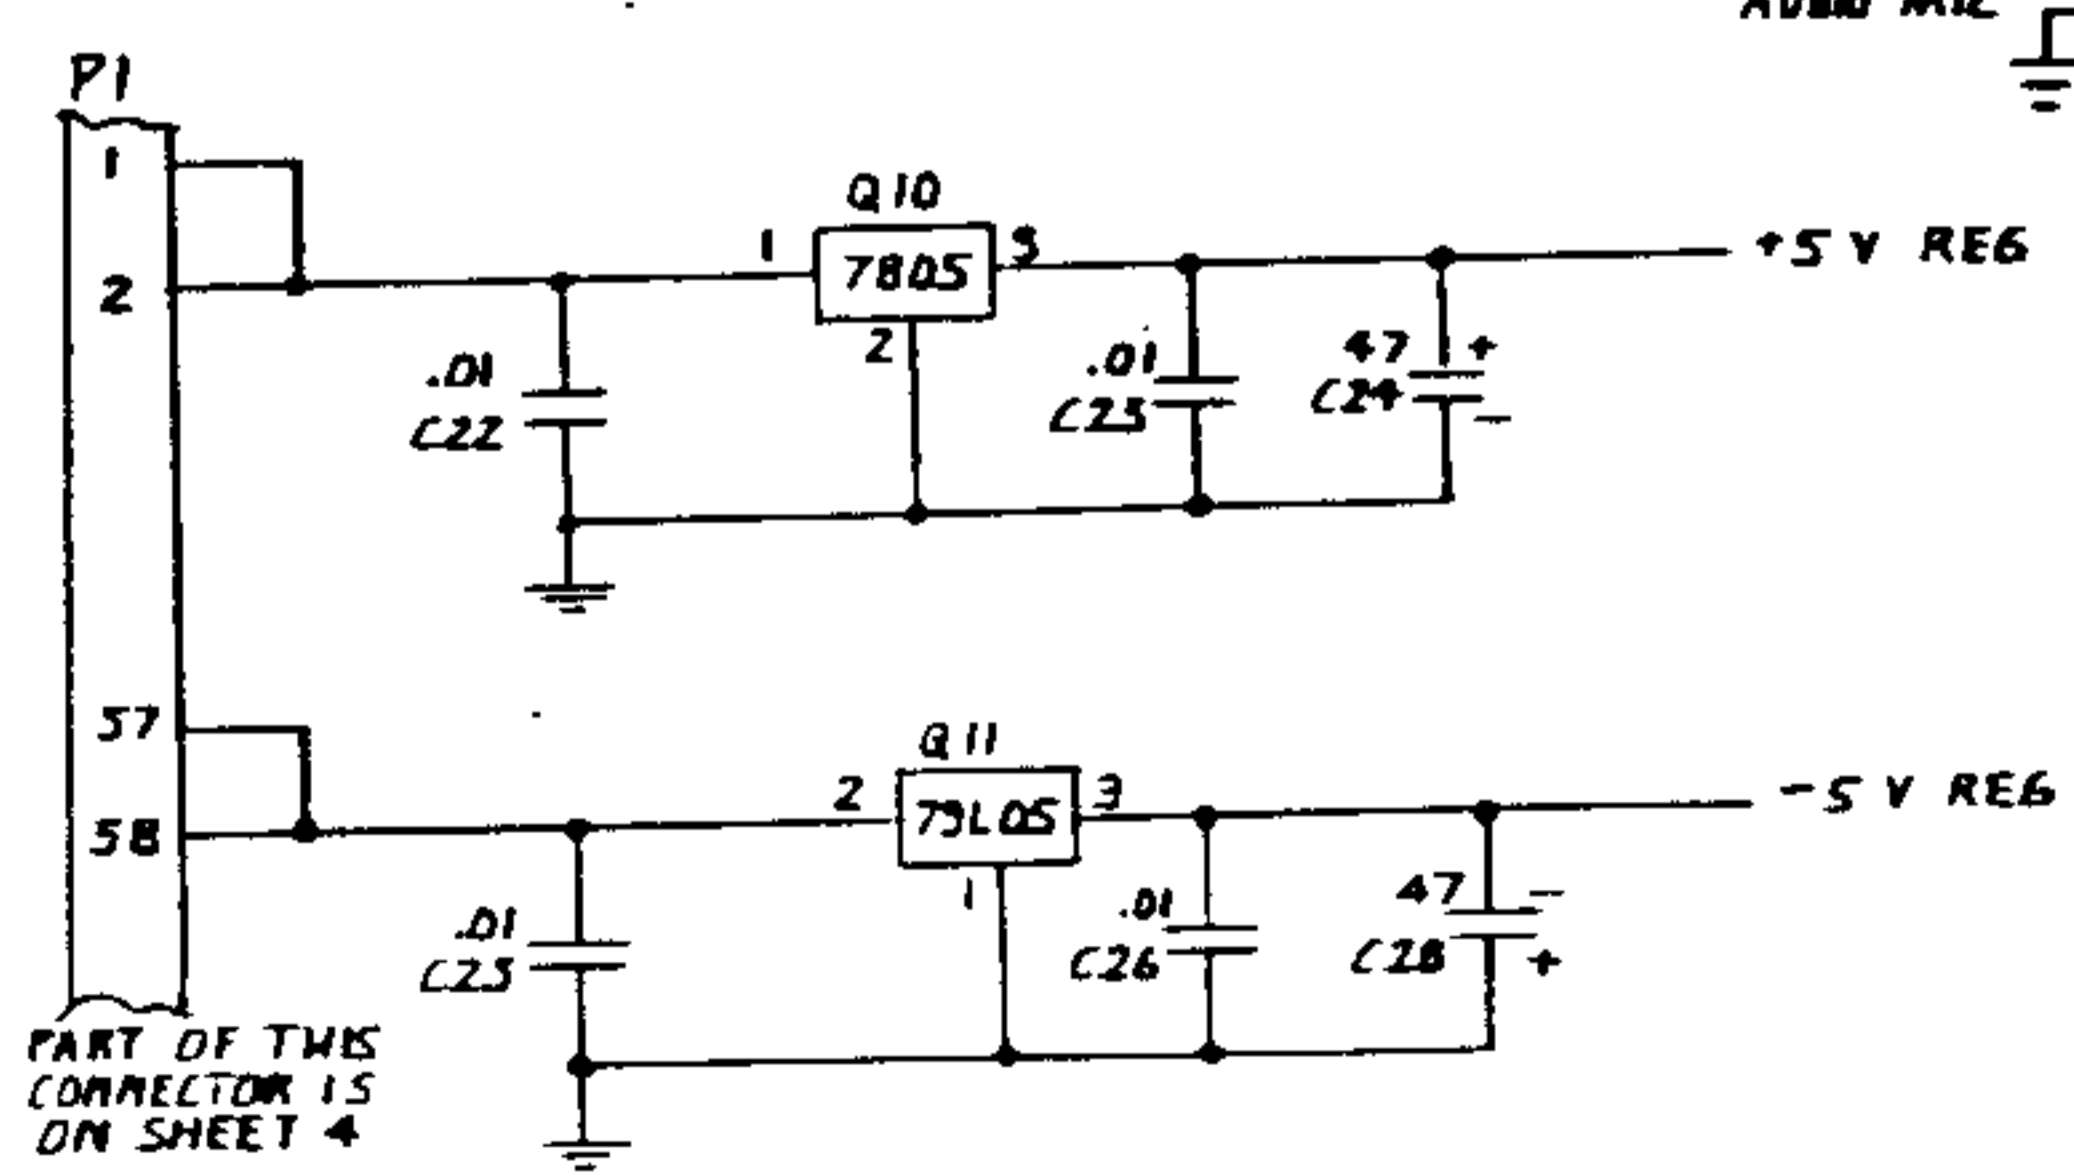 AUDIO
P1
1
2
Q10
1
7805
3
2
+5 V REG
.01
C22
.01
C23
47 +
C24
-
57
58
Q11
2
79L05
3
1
-5 V REG
.01
C25
.01
C26
47 -
C28
+
PART OF THIS
CONNECTOR IS
ON SHEET 4